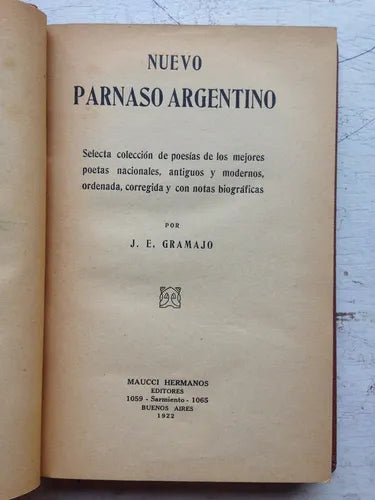 NUEVO
PARNASO ARGENTINO
Selecta colección de poesías de los mejores
poetas nacionales, antiguos y modernos,
ordenada, corregida y con notas biográficas
POR
J. E. GRAMAJO
MAUCCI HERMANOS
EDITORES
1059 - Sarmiento - 1065
BUENOS AIRES
1922